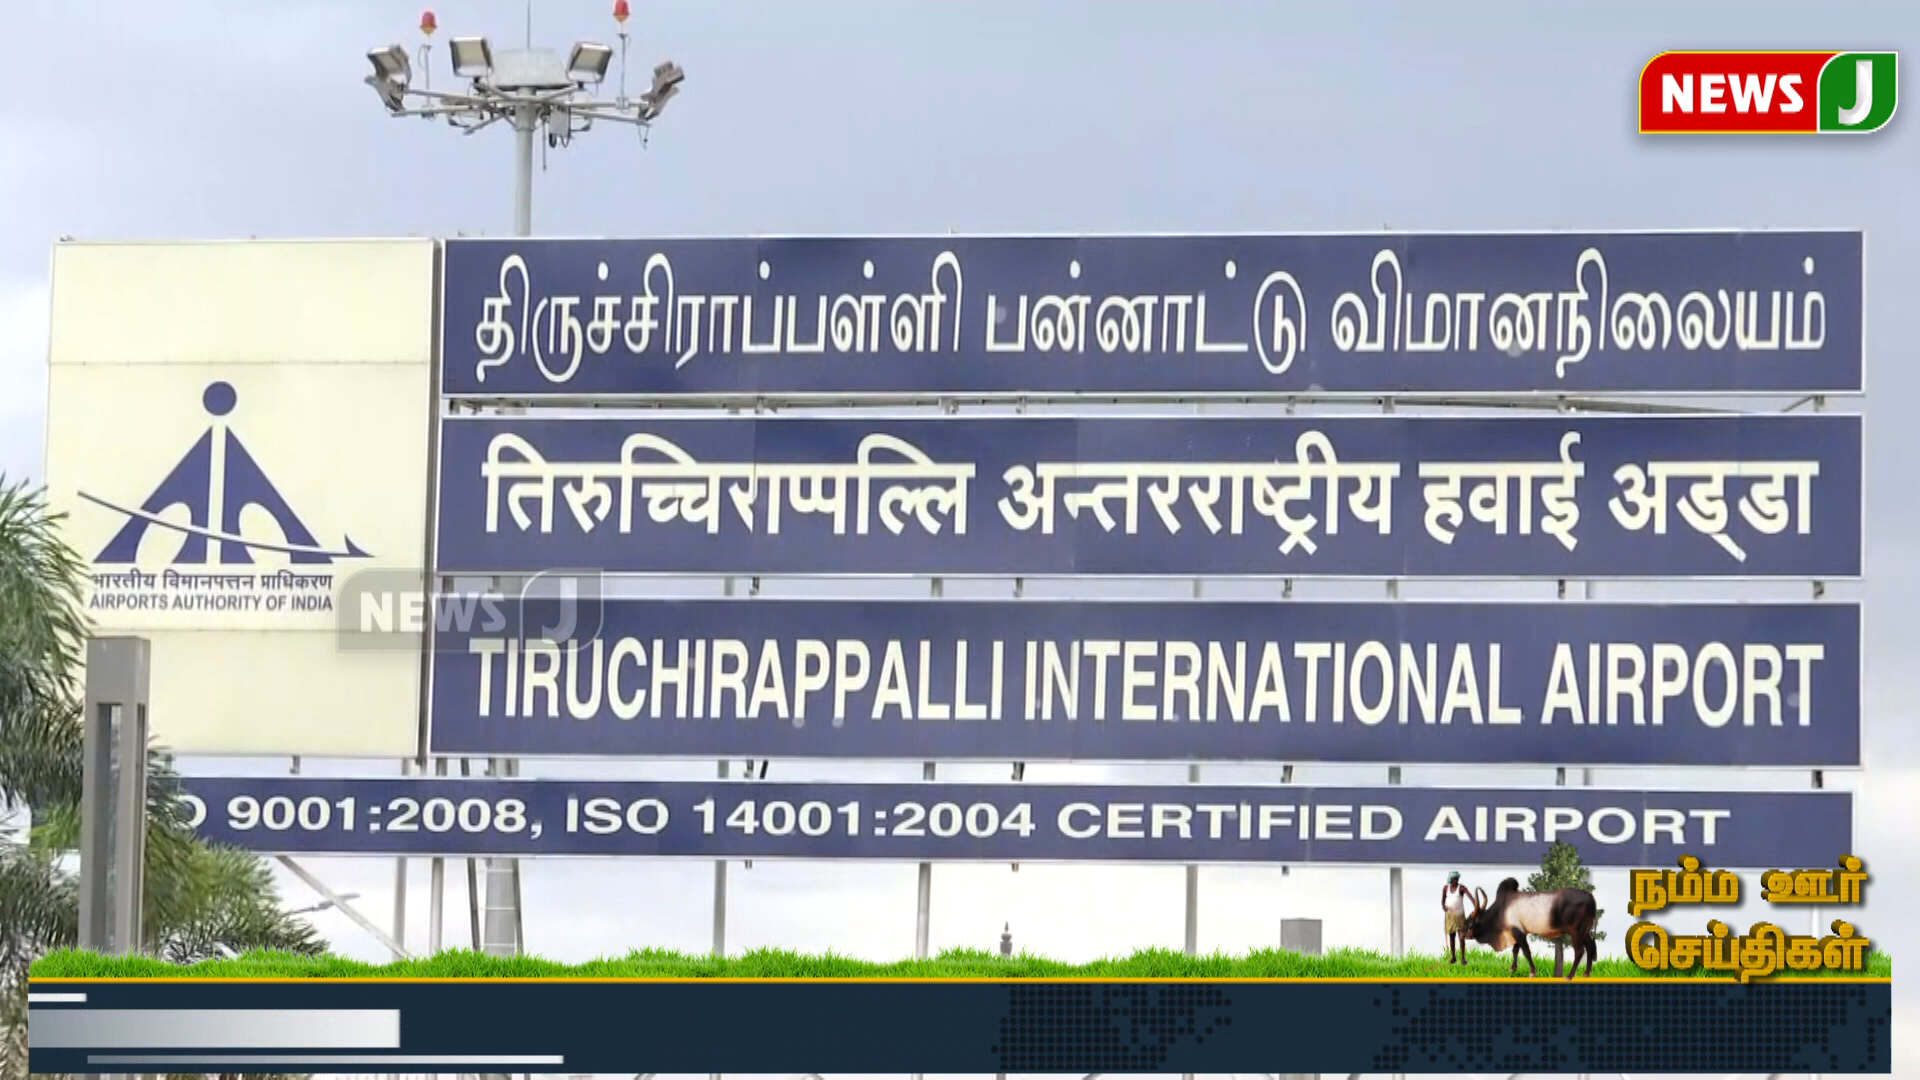 NEWS J
திருச்சிராப்பள்ளி பன்னாட்டு விமானநிலையம்
तिरुच्चिराप्पल्लि अन्तरराष्ट्रीय हवाई अड्डा
भारतीय विमानपत्तन प्राधिकरण
AIRPORTS AUTHORITY OF INDIA
NEWS J
TIRUCHIRAPPALLI INTERNATIONAL AIRPORT
9001:2008, ISO 14001:2004 CERTIFIED AIRPORT
நம்ம ஊர்
செய்திகள்